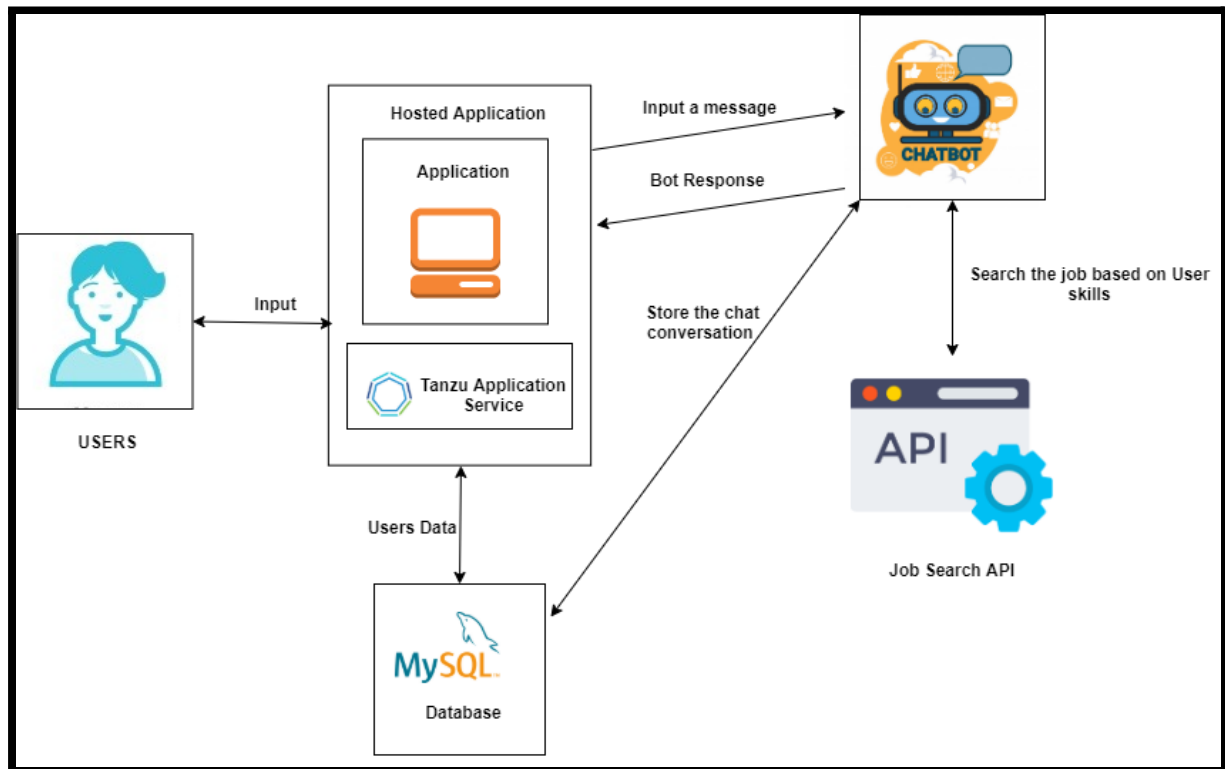 Hosted Application
Application
Tanzu Application
Service
Input a message
Bot Response
CHATBOT
Input
USERS
Store the chat
conversation
Search the job based on User
skills
API
Job Search API
Users Data
MySQL
Database